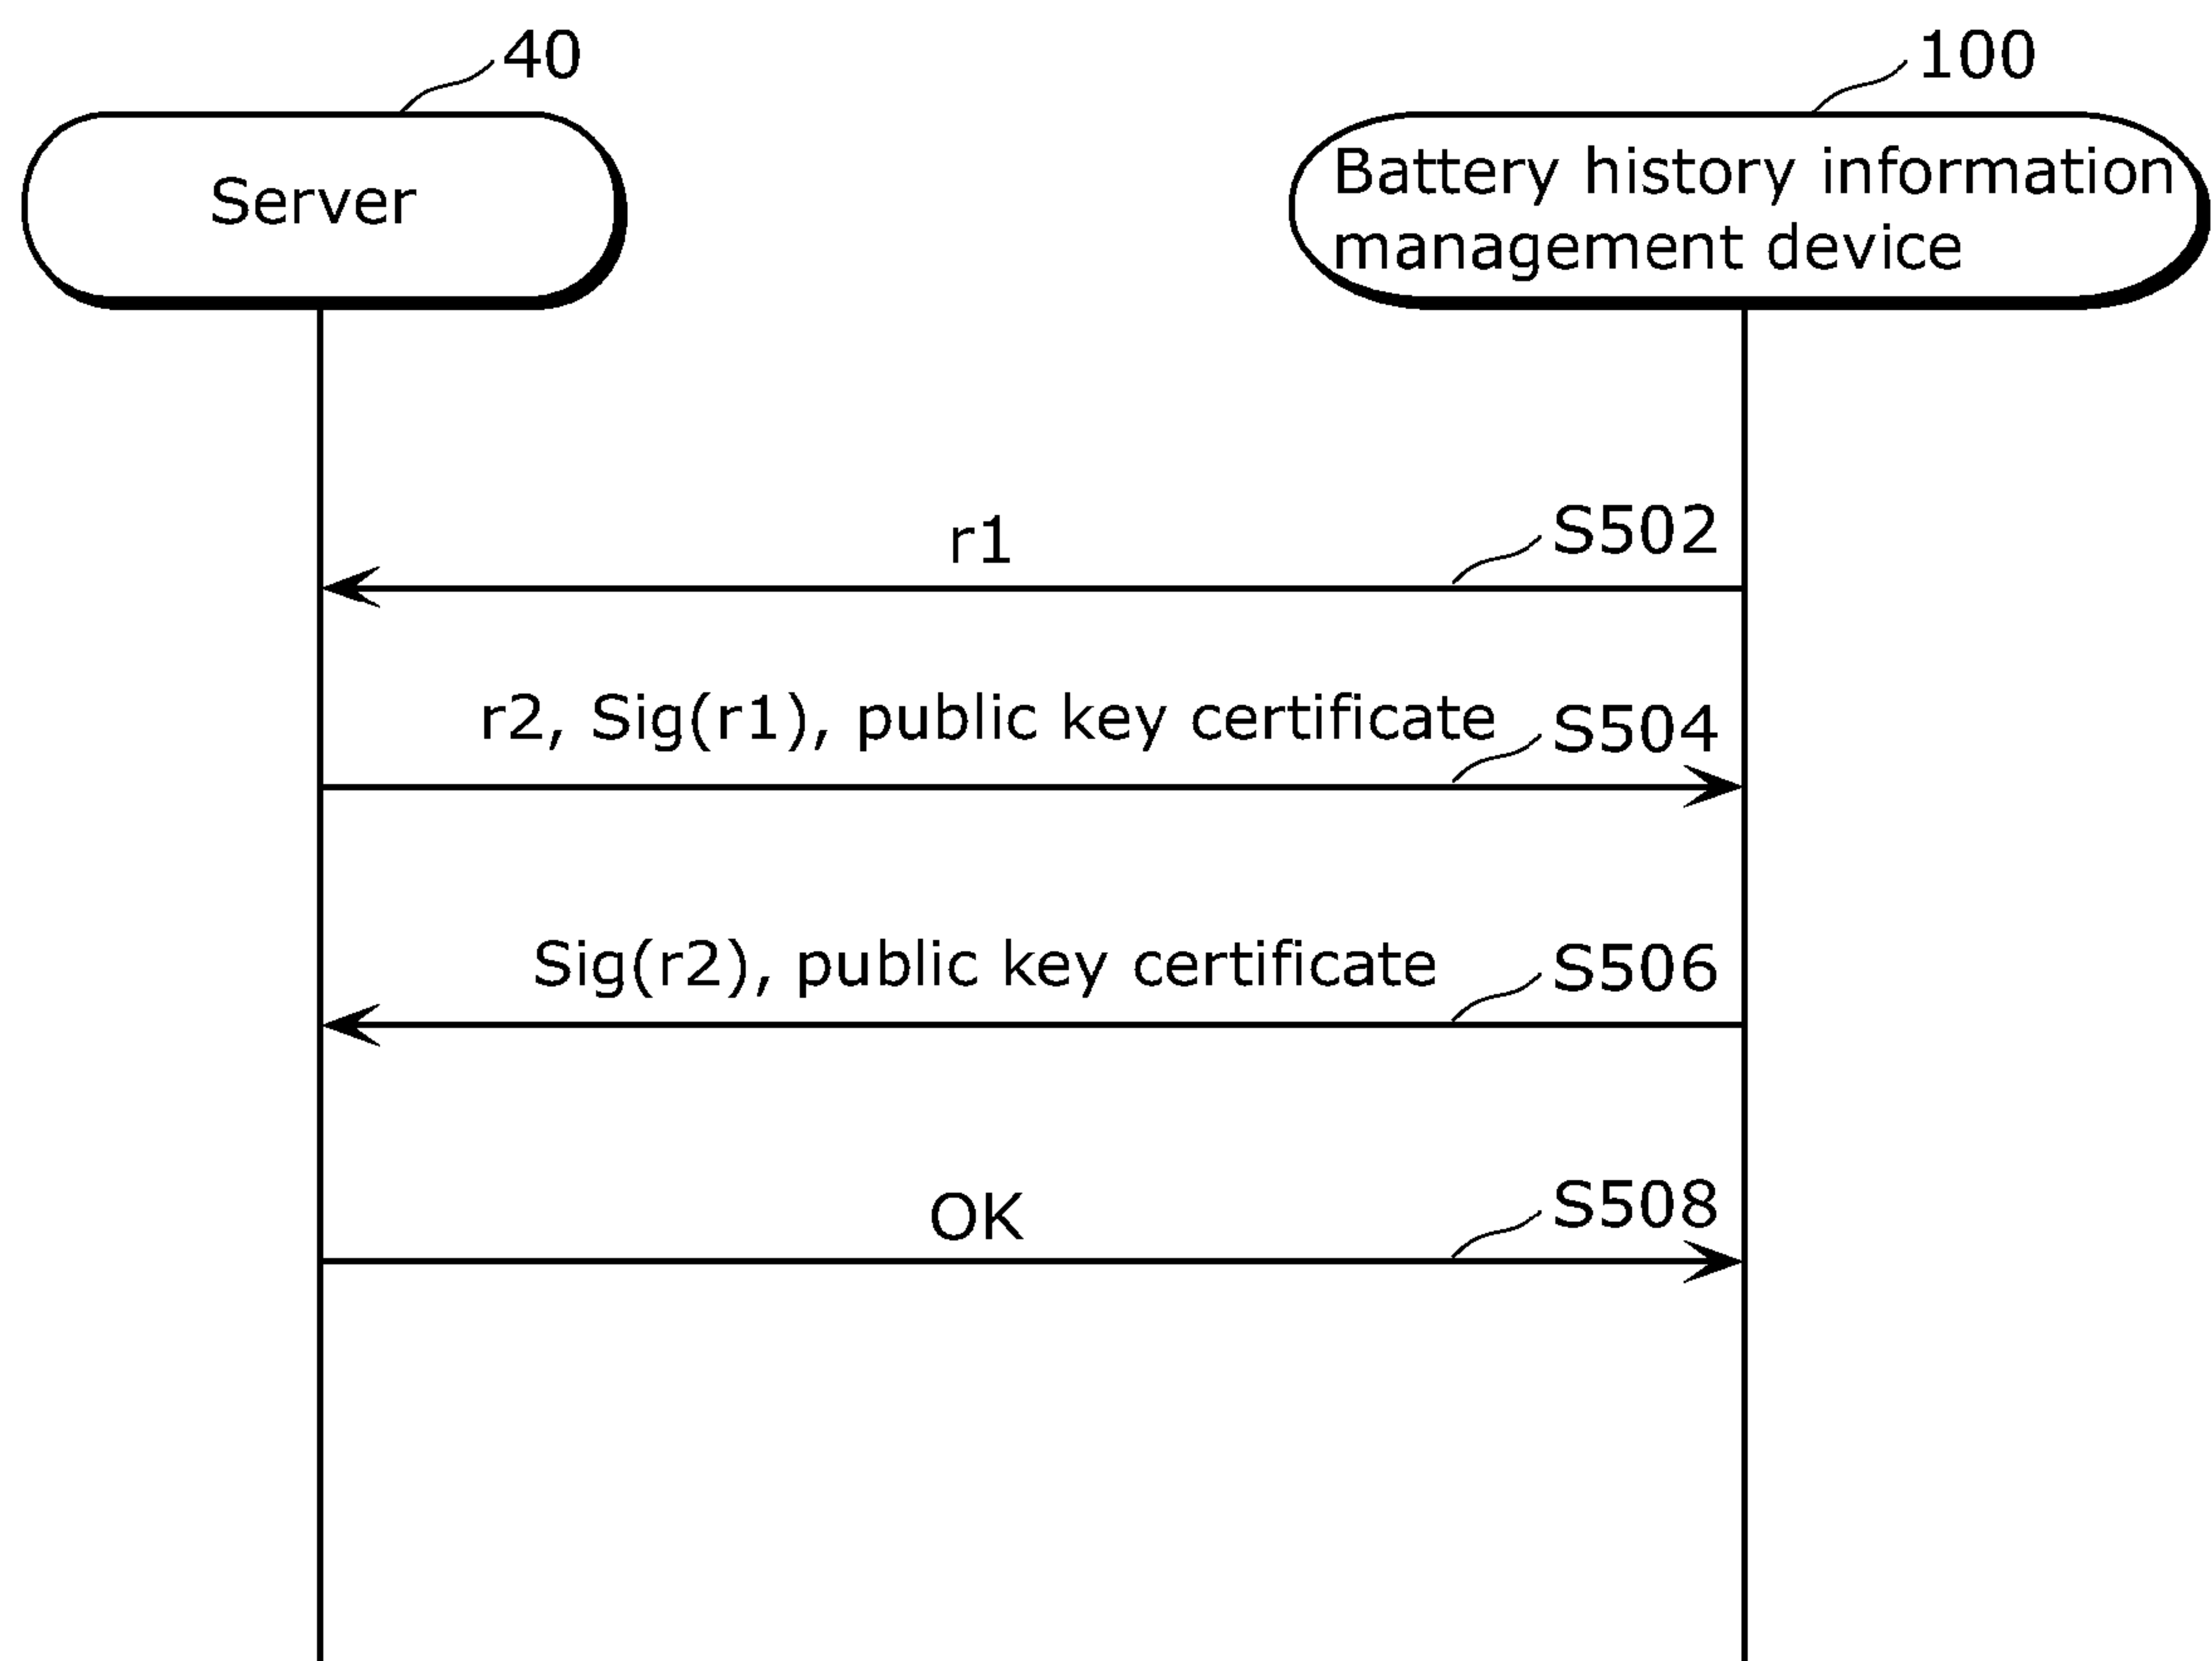 40
100
Server
Battery history information
management device
r1
S502
r2, Sig(r1), public key certificate
S504
Sig(r2), public key certificate
S506
OK
S508